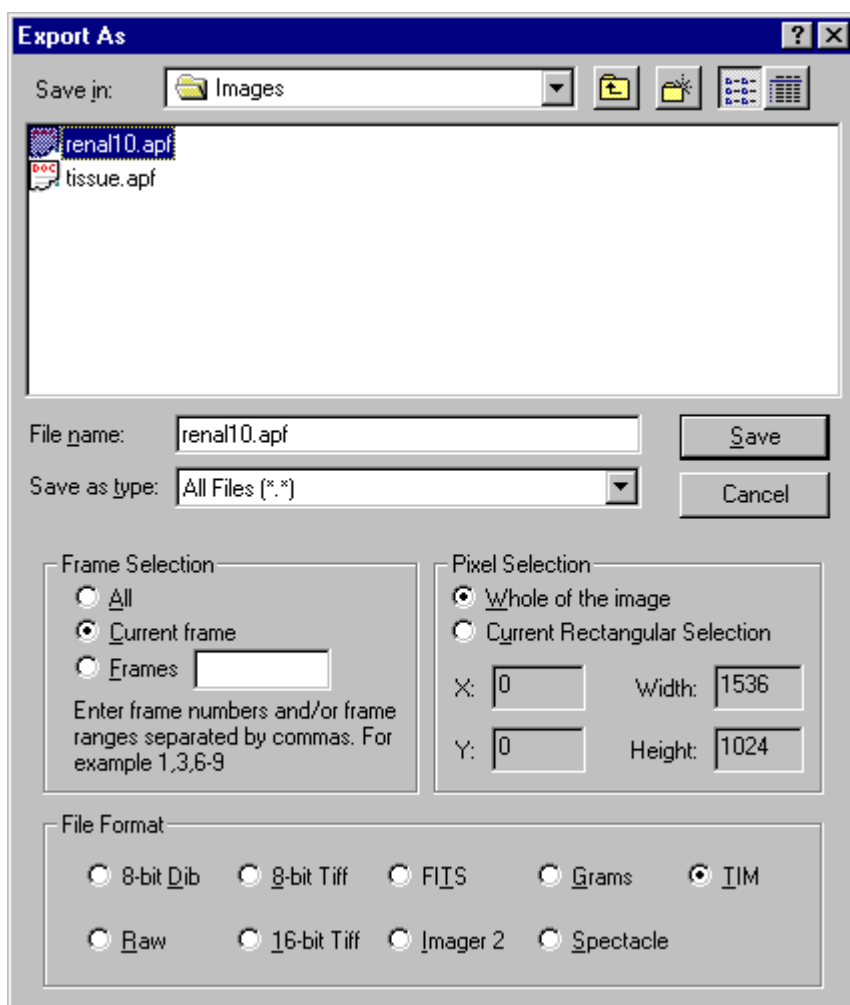 Export As
Save in: Images
renal10.apf
DOC
tissue.apf
File name: renal10.apf
Save
Save as type: All Files (*.*)
Cancel
Frame Selection
All
Current frame
Frames
Enter frame numbers and/or frame
ranges separated by commas. For
example 1,3,6-9
Pixel Selection
Whole of the image
Current Rectangular Selection
X: 0 Width: 1536
Y: 0 Height: 1024
File Format
8-bit Dib 8-bit Tiff FITS Grams TIM
Raw 16-bit Tiff Imager 2 Spectacle